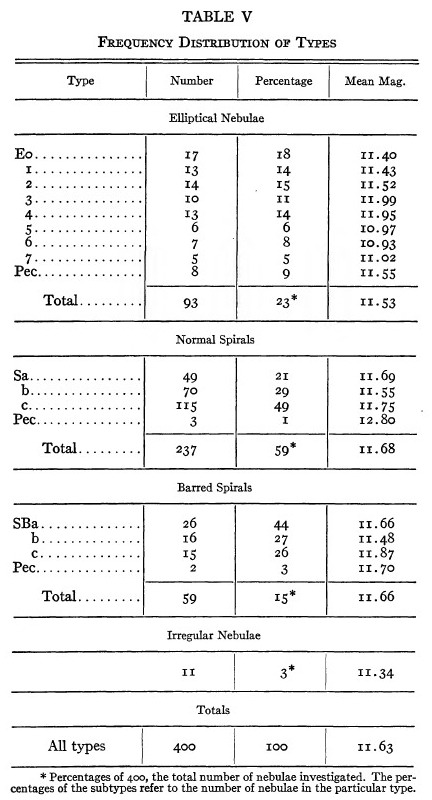 TABLE V
FREQUENCY DISTRIBUTION OF TYPES
Type Number Percentage Mean Mag.
Elliptical Nebulae
E0............... 17 18 11.40
1............... 13 14 11.43
2............... 14 15 11.52
3............... 10 11 11.99
4............... 13 14 11.95
5............... 6 6 10.97
6............... 7 8 10.93
7............... 5 5 11.02
Pec.............. 8 9 11.55
Total......... 93 23* 11.53
Normal Spirals
Sa............... 49 21 11.69
b............... 70 29 11.55
c............... 115 49 11.75
Pec.............. 3 1 12.80
Total......... 237 59* 11.68
Barred Spirals
SBa............. 26 44 11.66
b............. 16 27 11.48
c............. 15 26 11.87
Pec.............. 2 3 11.70
Total......... 59 15* 11.66
Irregular Nebulae
11 3* 11.34
Totals
All types 400 100 11.63
* Percentages of 400, the total number of nebulae investigated. The per-
centages of the subtypes refer to the number of nebulae in the particular type.